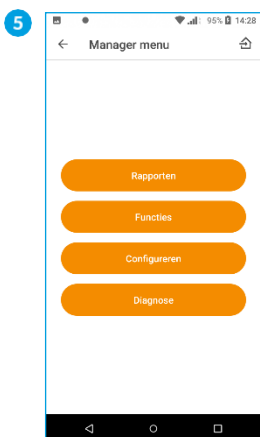 5
95% 14:28
Manager menu
Rapporten
Functies
Configureren
Diagnose